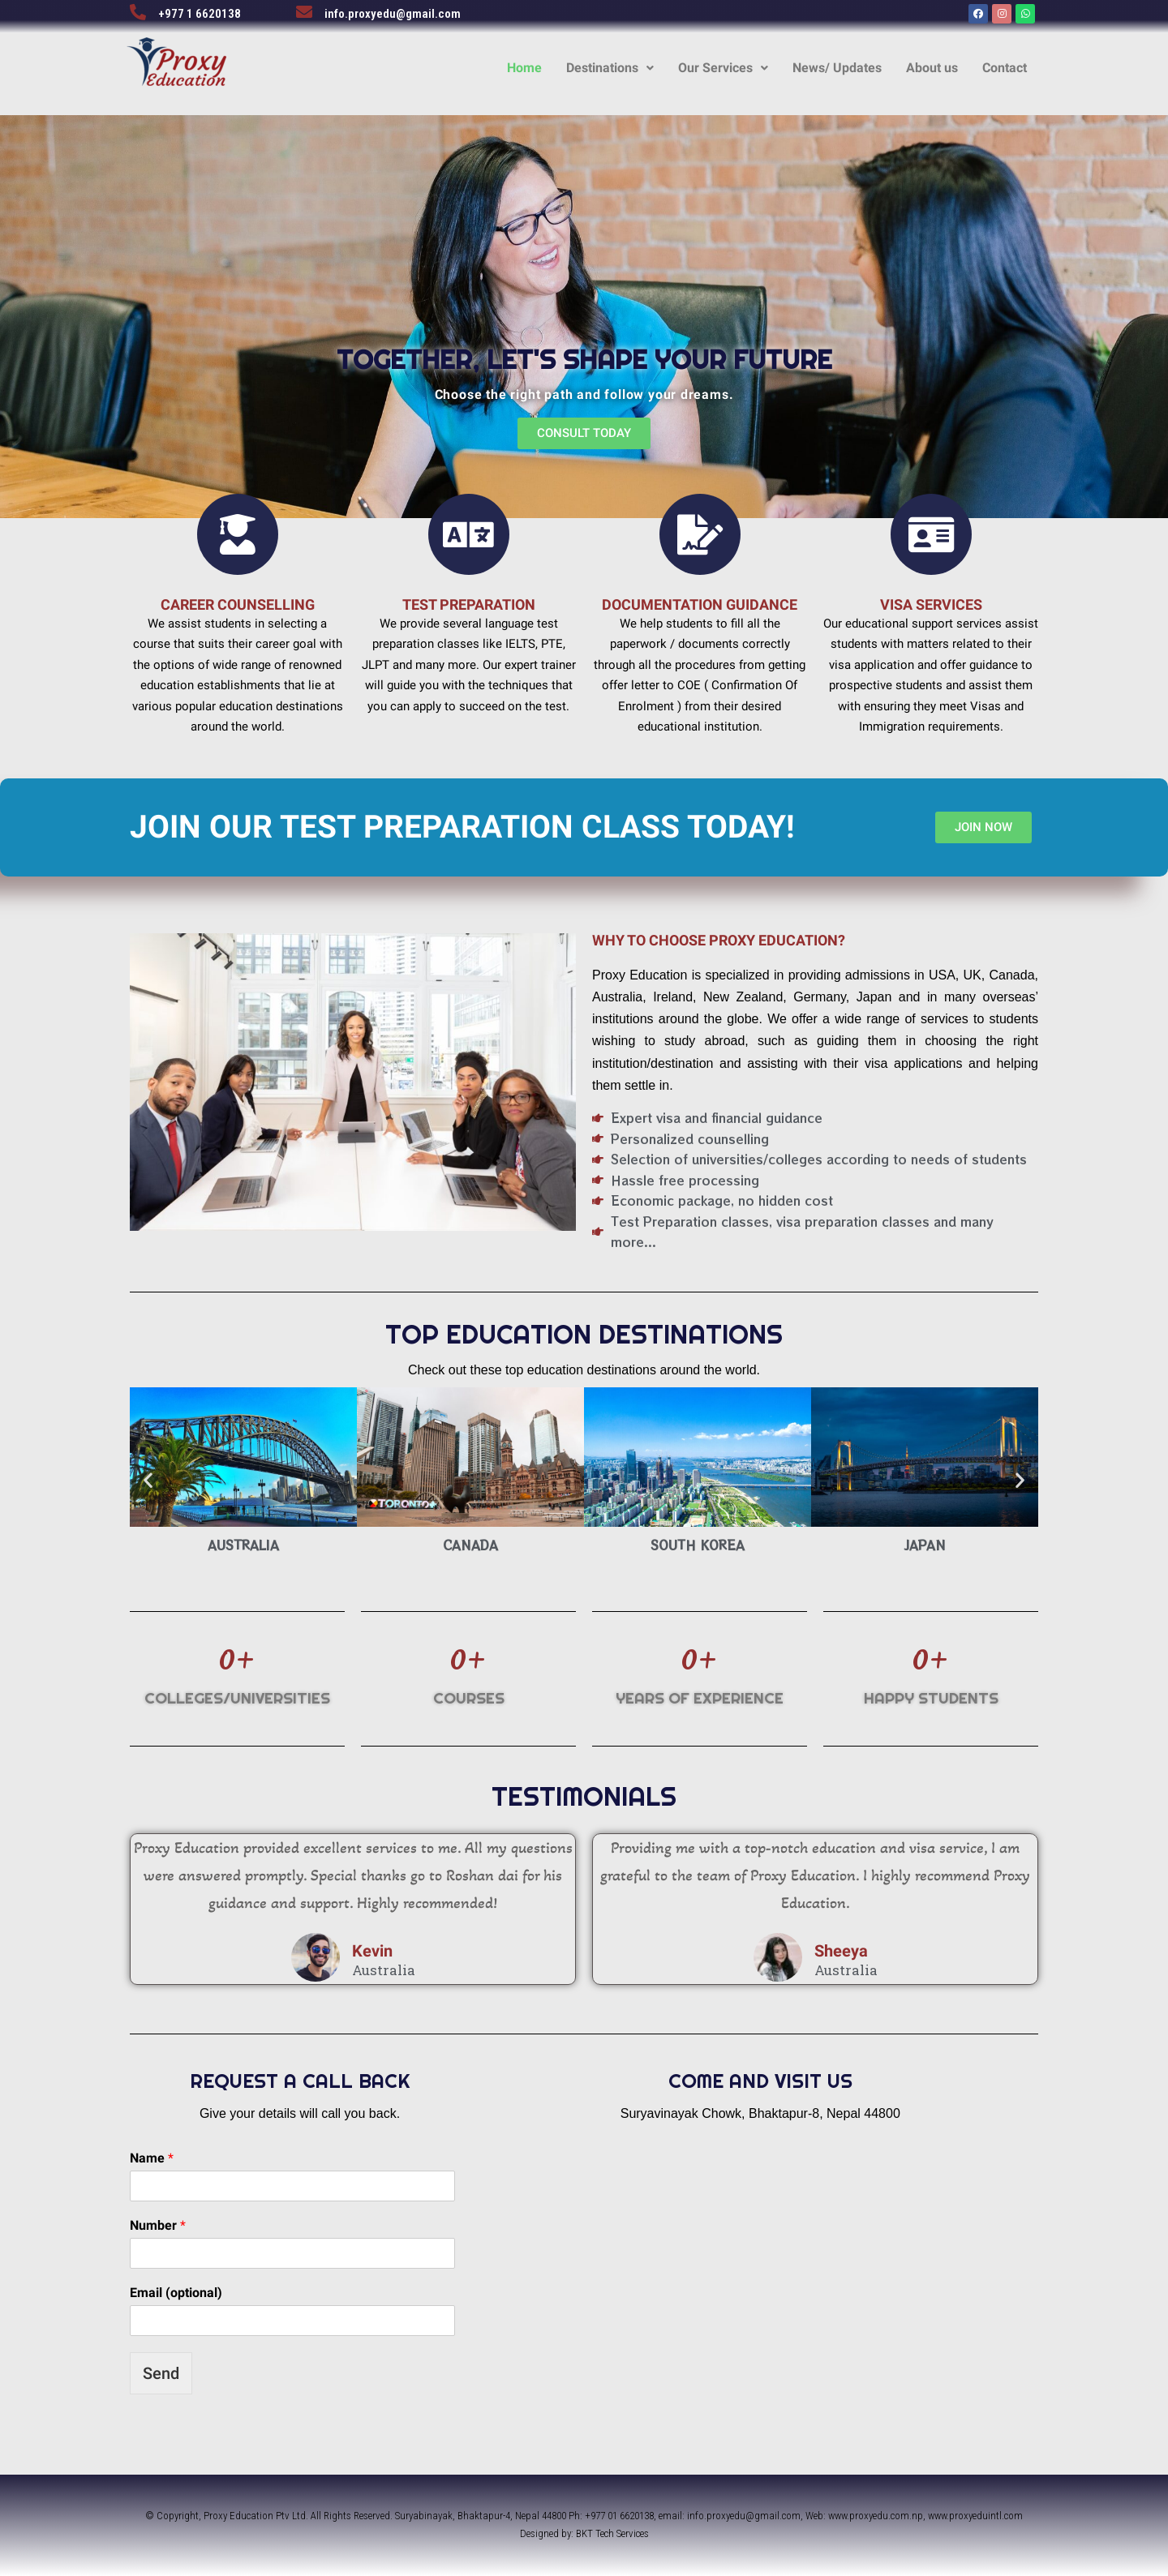 +977 1 6620138
info.proxyedu@gmail.com
Proxy
Education
Home
Destinations
Our Services
News/ Updates
About us
Contact
TOGETHER, LET'S SHAPE YOUR FUTURE
Choose the right path and follow your dreams.
CONSULT TODAY
CAREER COUNSELLING
We assist students in selecting a
course that suits their career goal with
the options of wide range of renowned
education establishments that lie at
various popular education destinations
around the world.
TEST PREPARATION
We provide several language test
preparation classes like IELTS, PTE,
JLPT and many more. Our expert trainer
will guide you with the techniques that
you can apply to succeed on the test.
DOCUMENTATION GUIDANCE
We help students to fill all the
paperwork / documents correctly
through all the procedures from getting
offer letter to COE ( Confirmation Of
Enrolment ) from their desired
educational institution.
VISA SERVICES
Our educational support services assist
students with matters related to their
visa application and offer guidance to
prospective students and assist them
with ensuring they meet Visas and
Immigration requirements.
JOIN OUR TEST PREPARATION CLASS TODAY!
JOIN NOW
WHY TO CHOOSE PROXY EDUCATION?
Proxy Education is specialized in providing admissions in USA, UK, Canada,
Australia, Ireland, New Zealand, Germany, Japan and in many overseas'
institutions around the globe. We offer a wide range of services to students
wishing to study abroad, such as guiding them in choosing the right
institution/destination and assisting with their visa applications and helping
them settle in.
Expert visa and financial guidance
Personalized counselling
Selection of universities/colleges according to needs of students
Hassle free processing
Economic package, no hidden cost
Test Preparation classes, visa preparation classes and many
more...
TOP EDUCATION DESTINATIONS
Check out these top education destinations around the world.
TORONTO
AUSTRALIA
CANADA
SOUTH KOREA
JAPAN
0+
COLLEGES/UNIVERSITIES
0+
COURSES
0+
YEARS OF EXPERIENCE
0+
HAPPY STUDENTS
TESTIMONIALS
Proxy Education provided excellent services to me. All my questions
were answered promptly. Special thanks go to Roshan dai for his
guidance and support. Highly recommended!
Kevin
Australia
Providing me with a top-notch education and visa service, I am
grateful to the team of Proxy Education. I highly recommend Proxy
Education.
Sheeya
Australia
REQUEST A CALL BACK
Give your details will call you back.
Name *
Number *
Email (optional)
Send
COME AND VISIT US
Suryavinayak Chowk, Bhaktapur-8, Nepal 44800
© Copyright, Proxy Education Ptv Ltd. All Rights Reserved. Suryabinayak, Bhaktapur-4, Nepal 44800 Ph: +977 01 6620138, email: info.proxyedu@gmail.com, Web: www.proxyedu.com.np, www.proxyeduintl.com
Designed by: BKT Tech Services